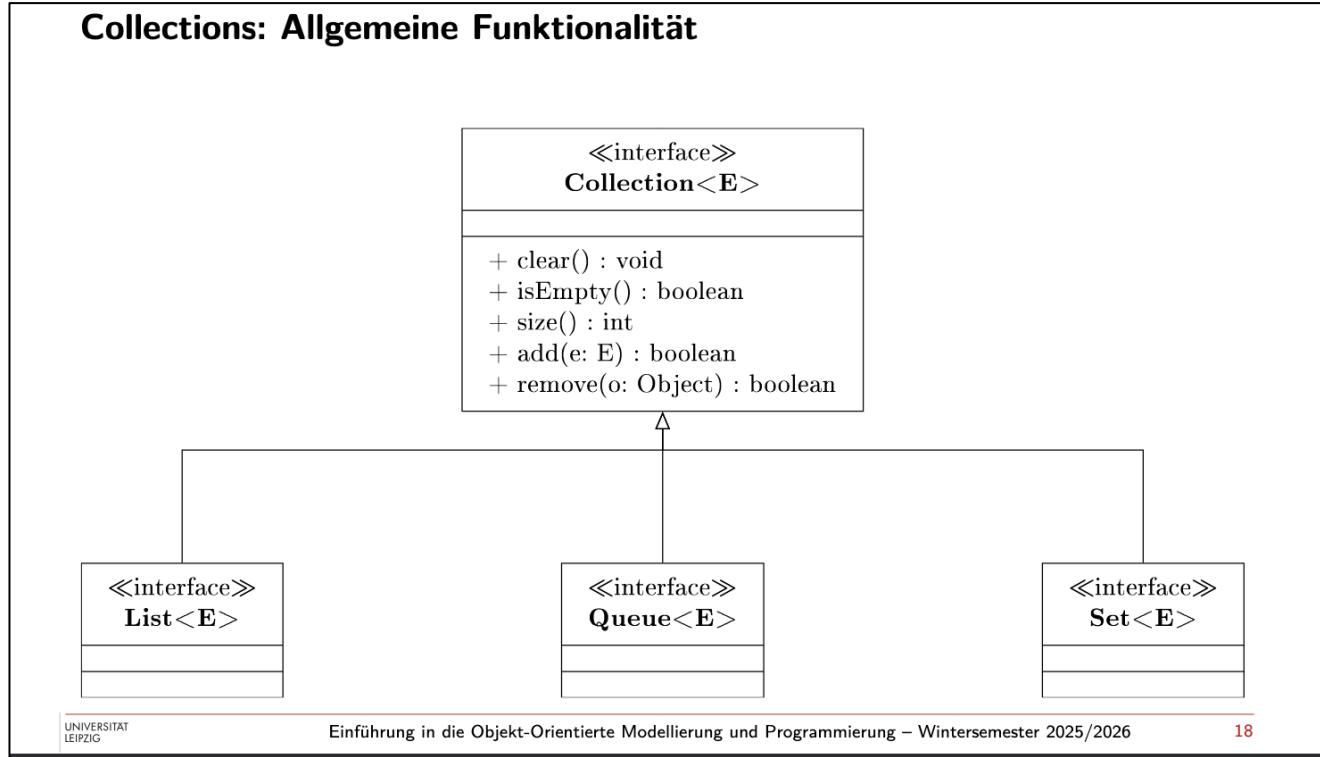 Collections: Allgemeine Funktionalität
≪interface≫
Collection<E>
+ clear() : void
+ isEmpty() : boolean
+ size() : int
+ add(e: E) : boolean
+ remove(o: Object) : boolean
≪interface≫
List<E>
≪interface≫
Queue<E>
≪interface≫
Set<E>
UNIVERSITÄT
LEIPZIG
Einführung in die Objekt-Orientierte Modellierung und Programmierung – Wintersemester 2025/2026
18